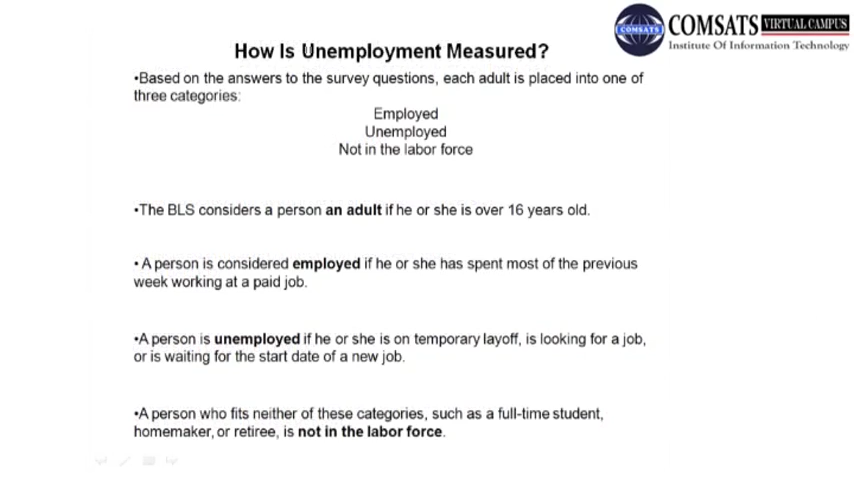 COMSATS VIRTUAL CAMPUS
COMSATS
Institute Of Information Technology
How Is Unemployment Measured?
•Based on the answers to the survey questions, each adult is placed into one of
three categories:
Employed
Unemployed
Not in the labor force
•The BLS considers a person an adult if he or she is over 16 years old.
• A person is considered employed if he or she has spent most of the previous
week working at a paid job.
•A person is unemployed if he or she is on temporary layoff, is looking for a job,
or is waiting for the start date of a new job.
•A person who fits neither of these categories, such as a full-time student,
homemaker, or retiree, is not in the labor force.